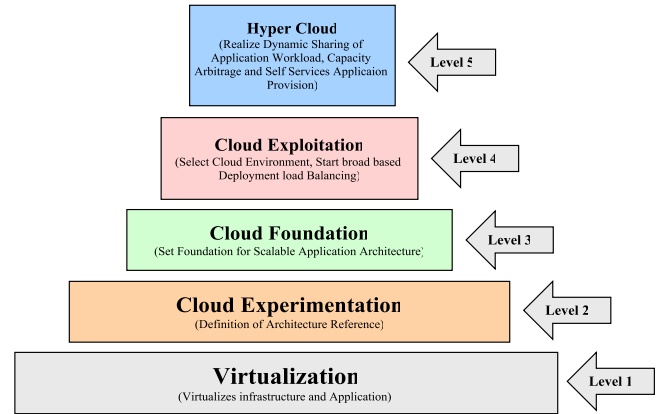 Hyper Cloud
(Realize Dynamic Sharing of
Application Workload, Capacity
Arbitrage and Self Services Applicaion
Provision)
Level 5
Cloud Exploitation
(Select Cloud Environment, Start broad based
Deployment load Balancing)
Level 4
Cloud Foundation
(Set Foundation for Scalable Application Architecture)
Level 3
Cloud Experimentation
(Definition of Architecture Reference)
Level 2
Virtualization
(Virtualizes infrastructure and Application)
Level 1